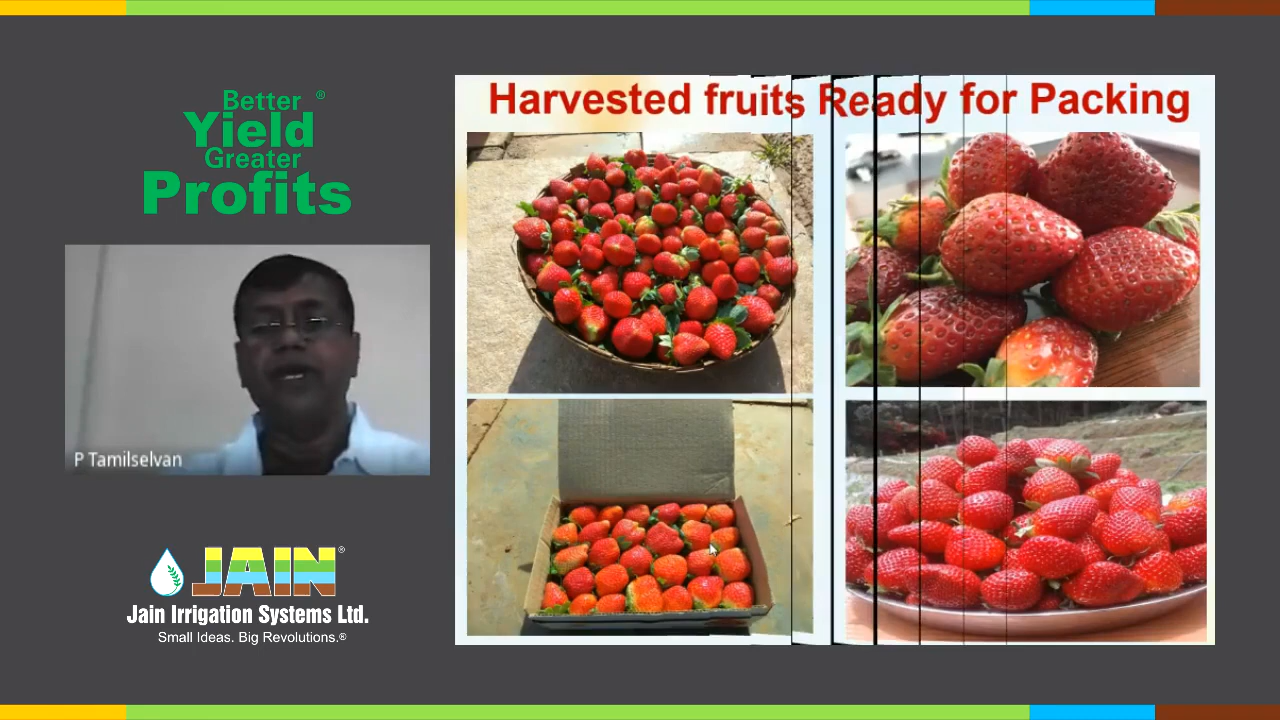 Better ®
Yield
Greater
Profits
P Tamilselvan
JAIN®
Jain Irrigation Systems Ltd.
Small Ideas. Big Revolutions.®
Harvested fruits Ready for Packing